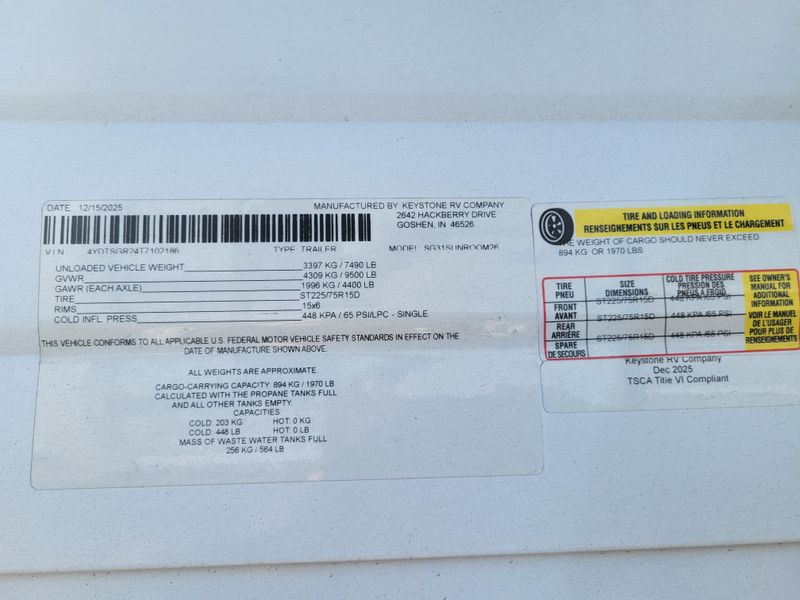 DATE 12/15/2025
MANUFACTURED BY KEYSTONE RV COMPANY
2642 HACKBERRY DRIVE
GOSHEN, IN 46526
V.I.N. 4YDTSGR24T7102186 TYPE TRAILER MODEL SG31SUNROOM26
UNLOADED VEHICLE WEIGHT 3397 KG / 7490 LB
GVWR 4309 KG / 9500 LB
GAWR (EACH AXLE) 1996 KG / 4400 LB
TIRE ST225/75R15D
RIMS 15x6
COLD INFL PRESS 448 KPA / 65 PSI/LPC - SINGLE
THIS VEHICLE CONFORMS TO ALL APPLICABLE U.S. FEDERAL MOTOR VEHICLE SAFETY STANDARDS IN EFFECT ON THE
DATE OF MANUFACTURE SHOWN ABOVE.
ALL WEIGHTS ARE APPROXIMATE
CARGO-CARRYING CAPACITY: 894 KG / 1970 LB
CALCULATED WITH THE PROPANE TANKS FULL
AND ALL OTHER TANKS EMPTY.
CAPACITIES
COLD: 203 KG HOT: 0 KG
COLD: 448 LB HOT: 0 LB
MASS OF WASTE WATER TANKS FULL
256 KG / 564 LB
TIRE AND LOADING INFORMATION
RENSEIGNEMENTS SUR LES PNEUS ET LE CHARGEMENT
THE WEIGHT OF CARGO SHOULD NEVER EXCEED
894 KG OR 1970 LBS
TIRE
PNEU
SIZE
DIMENSIONS
COLD TIRE PRESSURE
PRESSION DES
PNEUS A FROID
FRONT
AVANT
ST225/75R15D
448 KPA /65 PSI
REAR
ARRIÈRE
ST225/75R15D
448 KPA /65 PSI
SPARE
DE SECOURS
ST225/75R15D
448 KPA /65 PSI
SEE OWNER'S
MANUAL FOR
ADDITIONAL
INFORMATION
VOIR LE MANUEL
DE L'USAGER
POUR PLUS DE
RENSEIGNEMENTS
Keystone RV Company
Dec 2025
TSCA Title VI Compliant